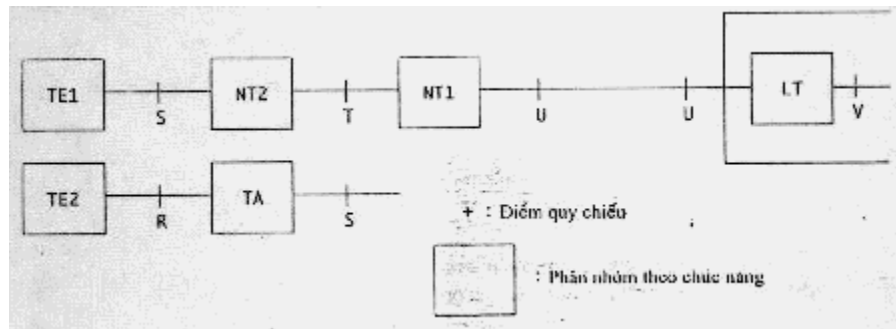 TE1 S NT2 T NT1 U U LT V
TE2 R TA S
+ : Điểm quy chiếu
: Phân nhóm theo chức năng